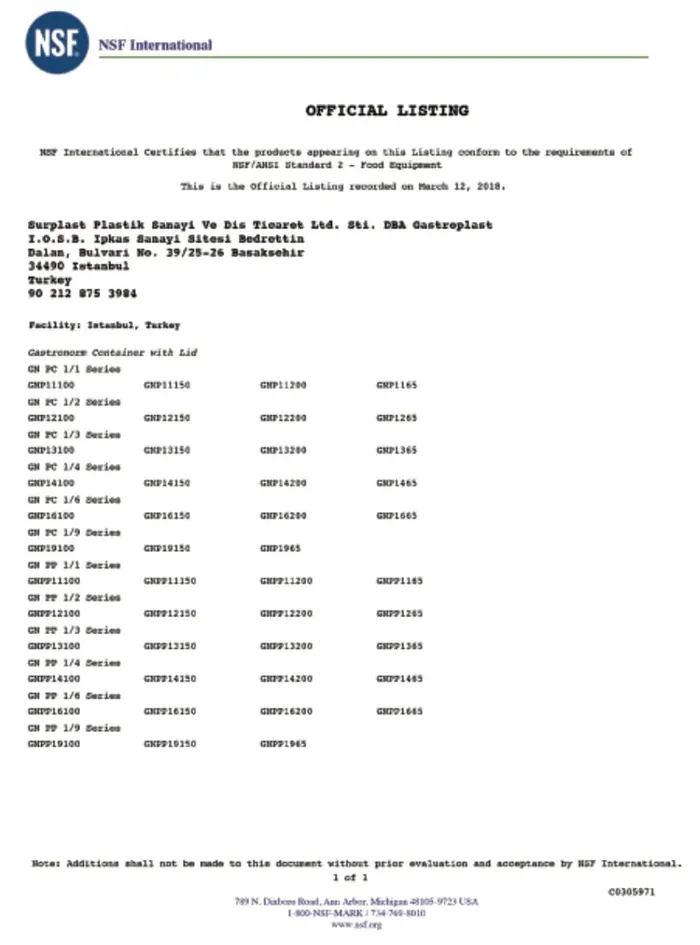 NSF
NSF International
OFFICIAL LISTING
NSF International Certifies that the products appearing on this Listing conform to the requirements of
NSF/ANSI Standard 2 - Food Equipment
This is the Official Listing recorded on March 12, 2018.
Surplast Plastik Sanayi Ve Dis Ticaret Ltd. Sti. DBA Gastroplast
I.O.S.B. Ipkas Sanayi Sitesi Bedrettin
Dalan, Bulvari No. 39/25-26 Basaksehir
34490 Istanbul
Turkey
90 212 875 3984
Facility: Istanbul, Turkey
Gastronorm Container with Lid
GN PC 1/1 Series
GNP11100 GNP11150 GNP11200 GNP1165
GN PC 1/2 Series
GNP12100 GNP12150 GNP12200 GNP1265
GN PC 1/3 Series
GNP13100 GNP13150 GNP13200 GNP1365
GN PC 1/4 Series
GNP14100 GNP14150 GNP14200 GNP1465
GN PC 1/6 Series
GNP16100 GNP16150 GNP16200 GNP1665
GN PC 1/9 Series
GNP19100 GNP19150 GNP1965
GN PP 1/1 Series
GNPP11100 GNPP11150 GNPP11200 GNPP1165
GN PP 1/2 Series
GNPP12100 GNPP12150 GNPP12200 GNPP1265
GN PP 1/3 Series
GNPP13100 GNPP13150 GNPP13200 GNPP1365
GN PP 1/4 Series
GNPP14100 GNPP14150 GNPP14200 GNPP1465
GN PP 1/6 Series
GNPP16100 GNPP16150 GNPP16200 GNPP1665
GN PP 1/9 Series
GNPP19100 GNPP19150 GNPP1965
Note: Additions shall not be made to this document without prior evaluation and acceptance by NSF International.
1 of 1
C0305971
789 N. Dixboro Road, Ann Arbor, Michigan 48105-9723 USA
1-800-NSF-MARK / 734-769-8010
www.nsf.org